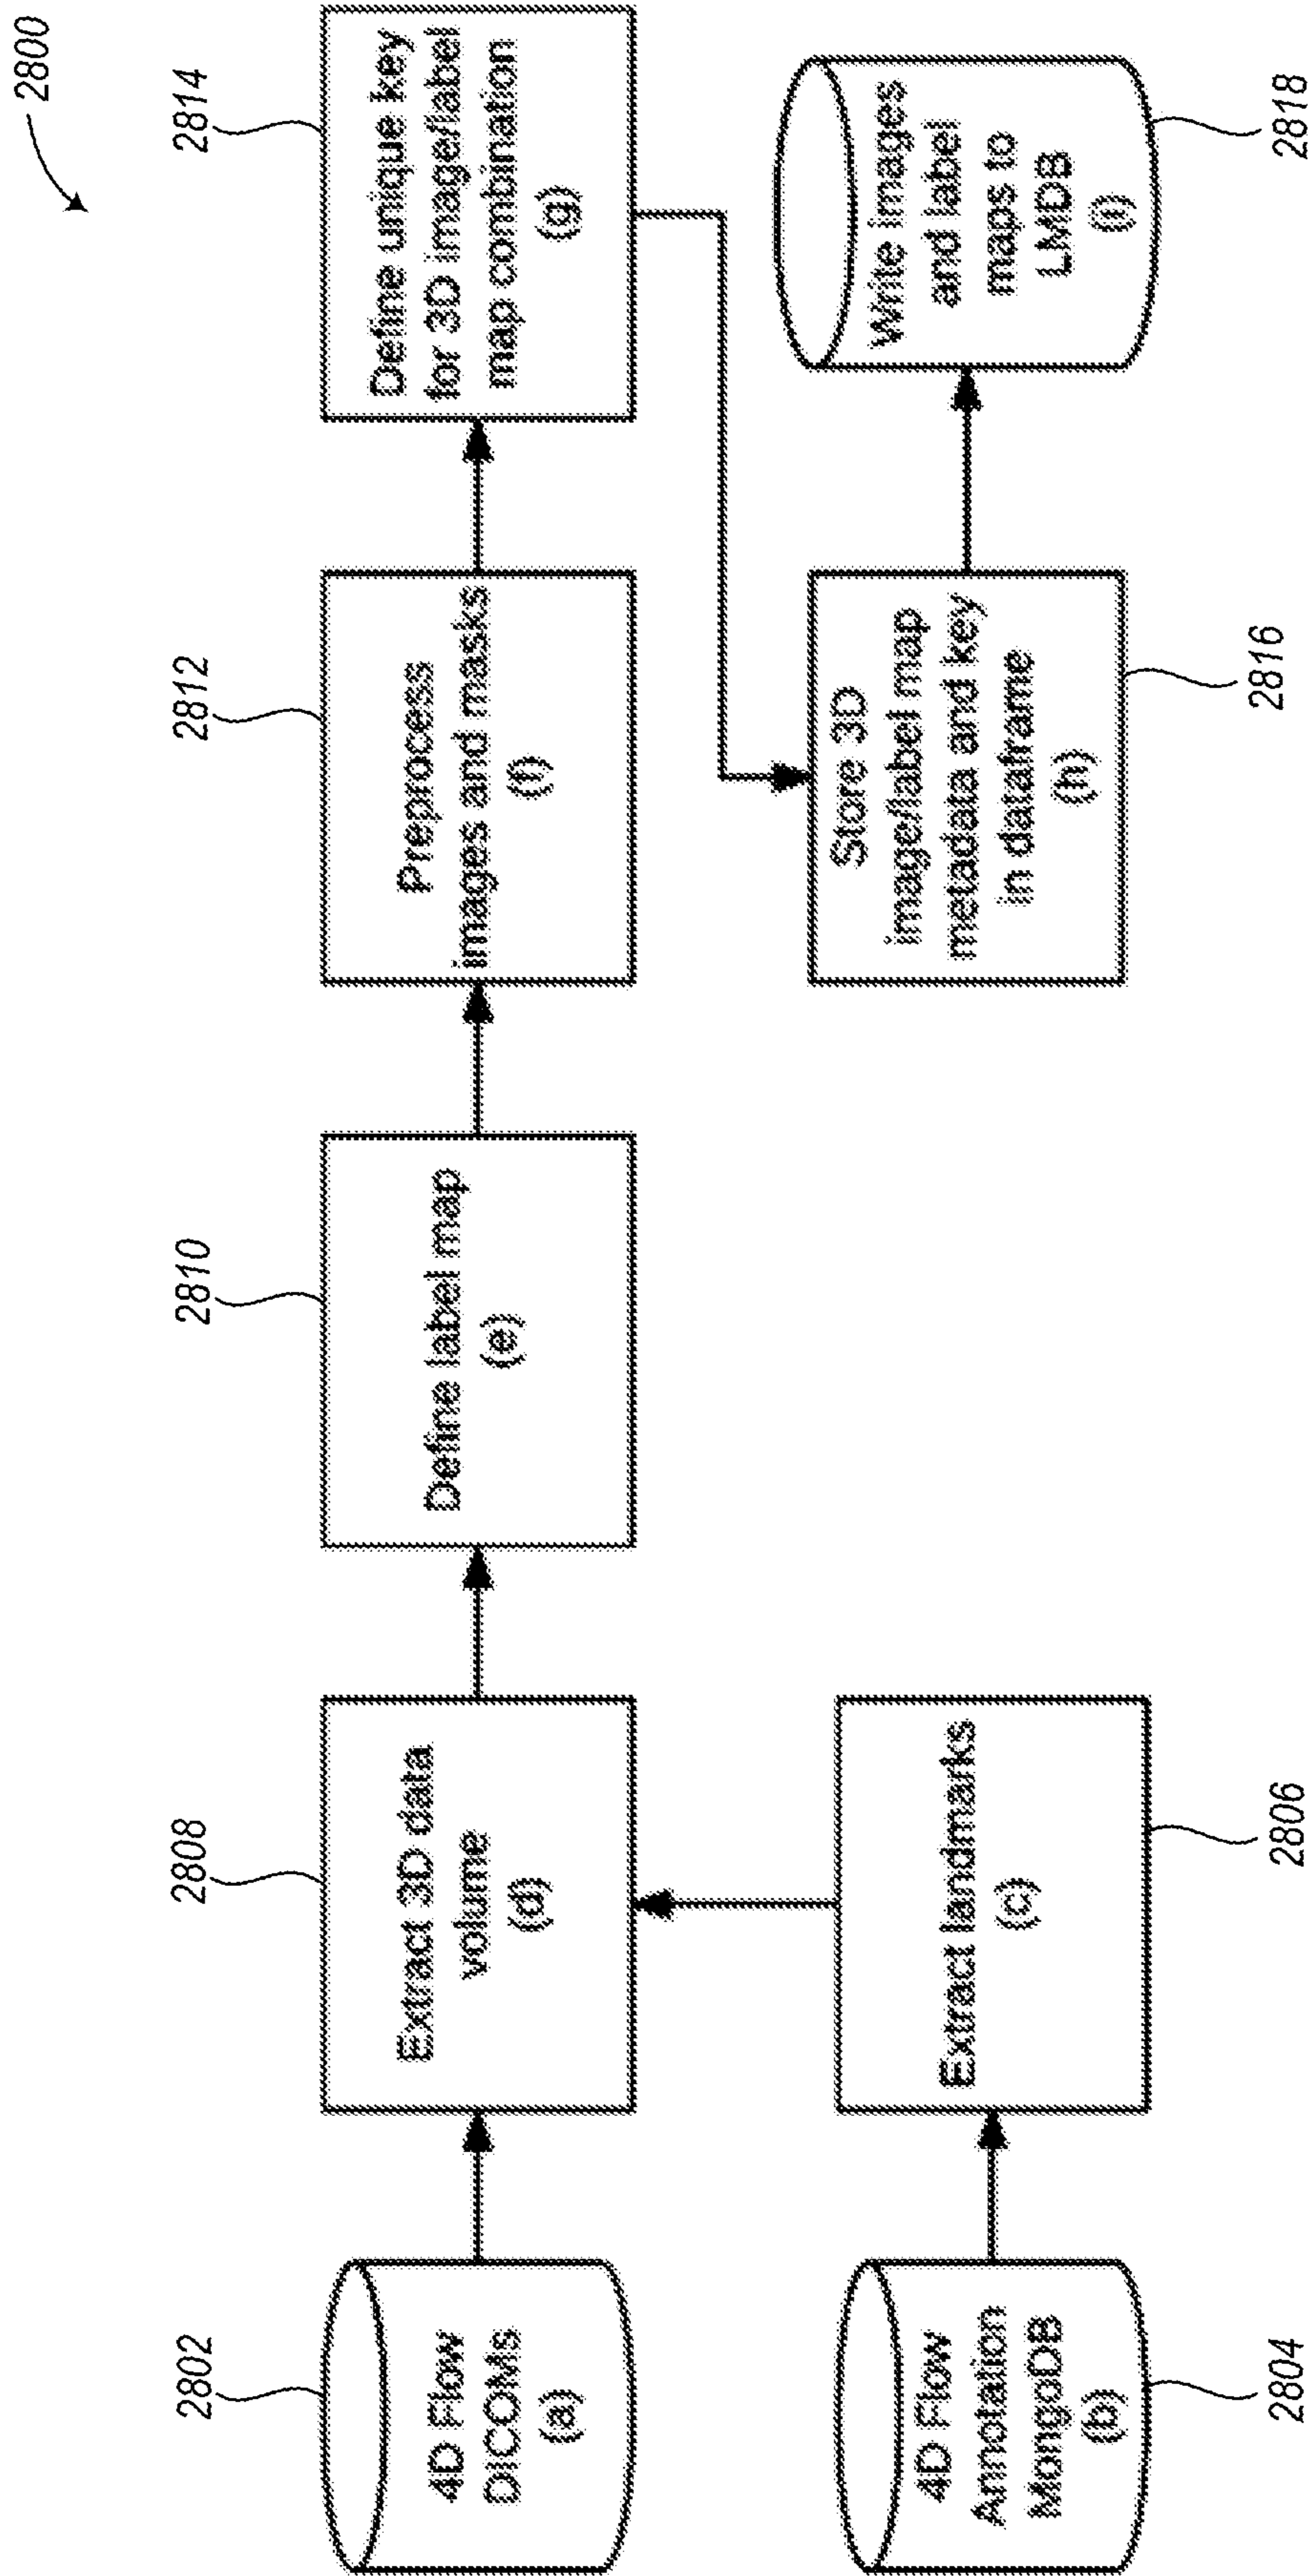 2800
2802
4D Flow
DICOMs
(a)
2808
Extract 3D data
volume
(d)
2810
Define label map
(e)
2812
Preprocess
images and masks
(f)
2814
Define unique key
for 3D image/label
map combination
(g)
4D Flow
Annotation
MongoDB
(b)
2804
Extract landmarks
(c)
2806
Store 3D
image/label map
metadata and key
in dataframe
(h)
2816
Write images
and label
maps to
LMDB
(i)
2818